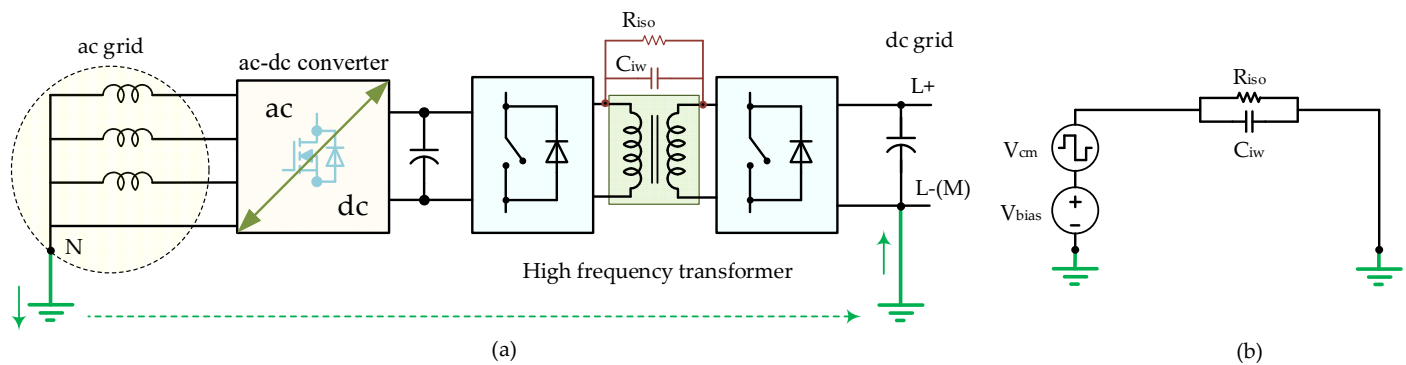 ac grid
N
ac-dc converter
ac
dc
Riso
Ciw
High frequency transformer
dc grid
L+
L-(M)
(a)
Riso
Ciw
Vcm
Vbias
+
−
(b)